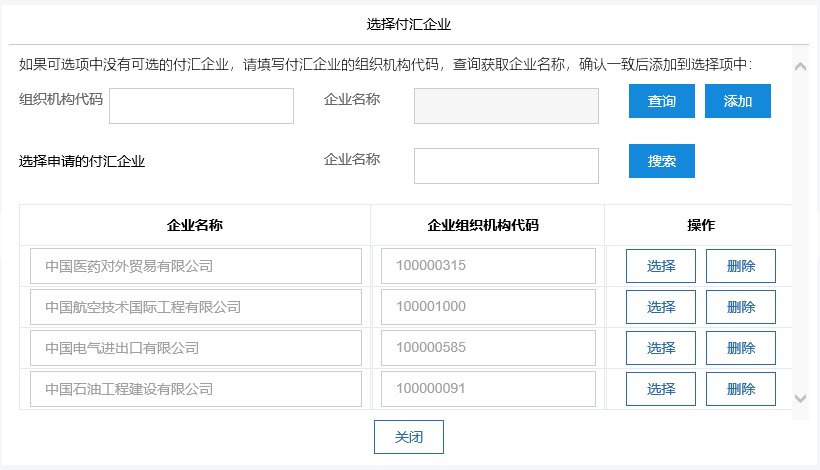 选择付汇企业
如果可选项中没有可选的付汇企业，请填写付汇企业的组织机构代码，查询获取企业名称，确认一致后添加到选择项中：
组织机构代码 企业名称 查询 添加
选择申请的付汇企业 企业名称 搜索
企业名称 企业组织机构代码 操作
中国医药对外贸易有限公司 100000315 选择 删除
中国航空技术国际工程有限公司 100001000 选择 删除
中国电气进出口有限公司 100000585 选择 删除
中国石油工程建设有限公司 100000091 选择 删除
关闭